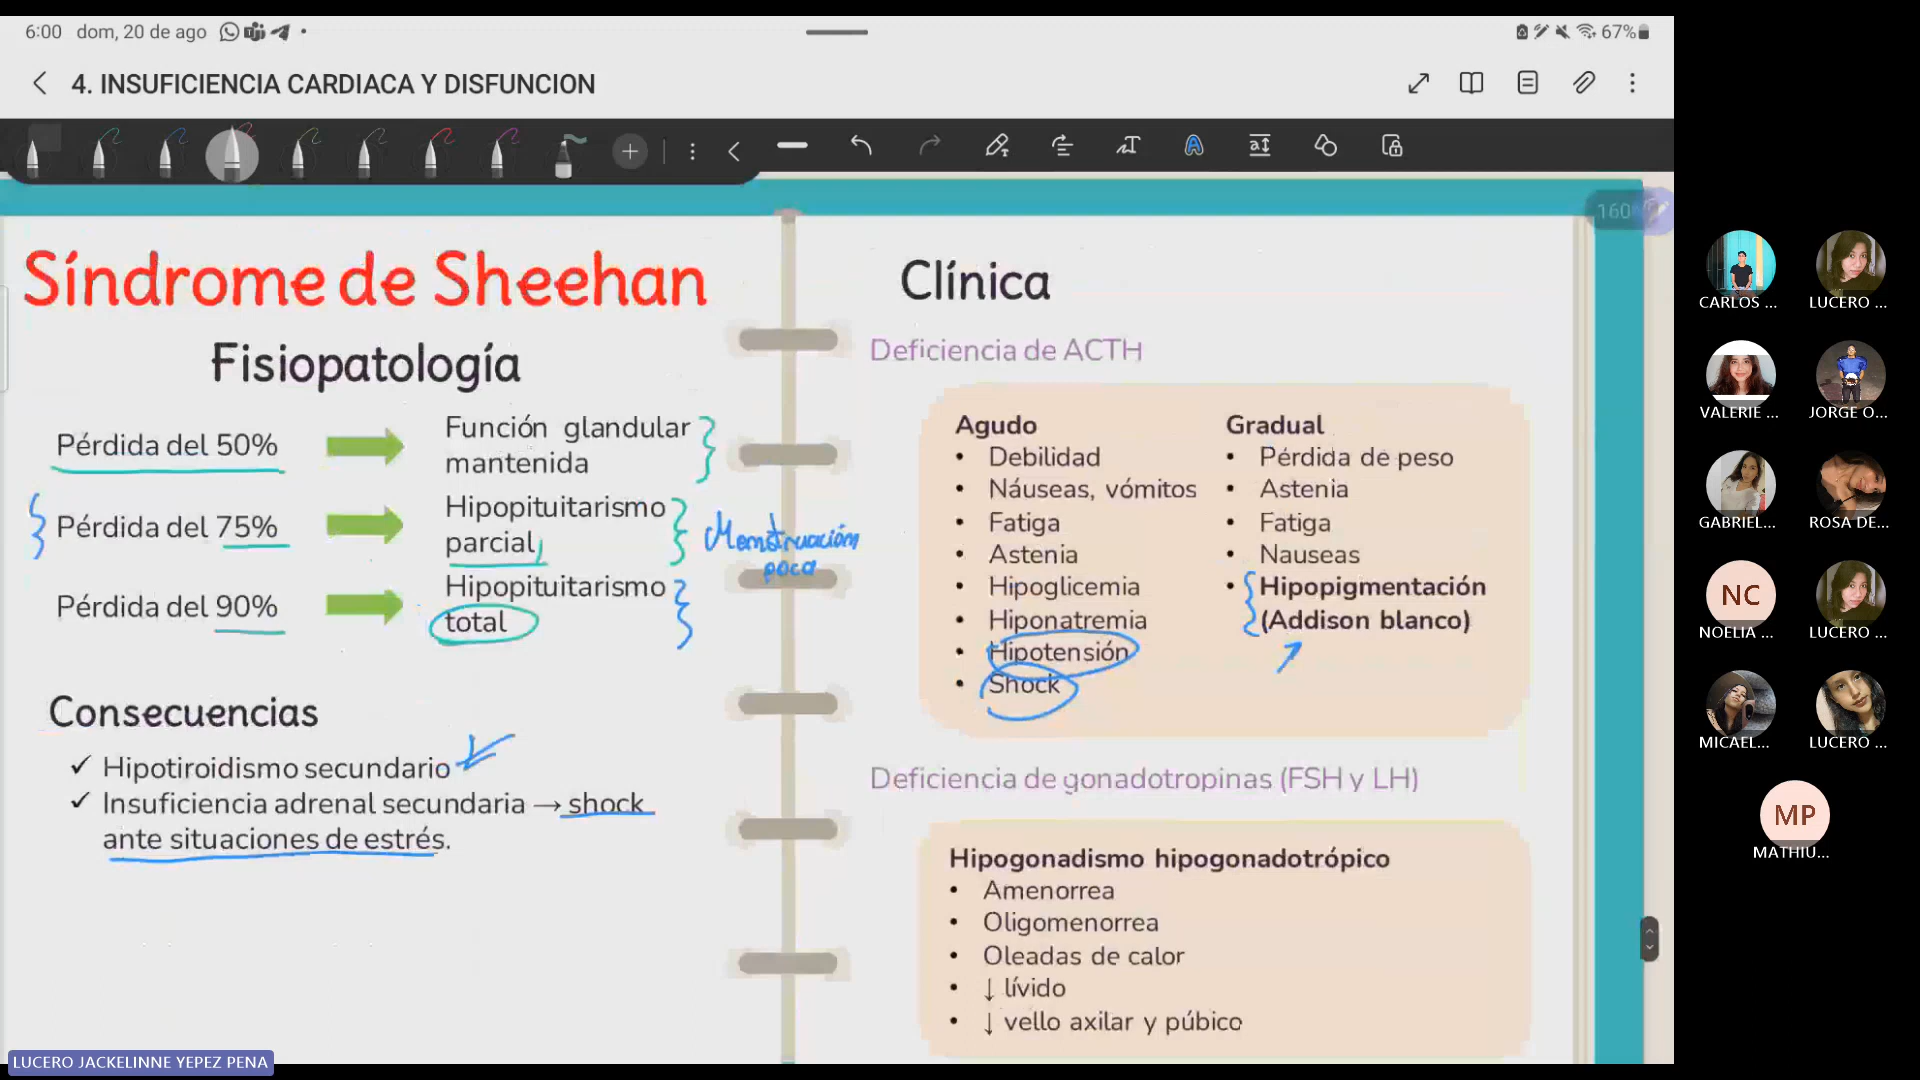 6:00 dom, 20 de ago
67%
4. INSUFICIENCIA CARDIACA Y DISFUNCION
160
Síndrome de Sheehan
Fisiopatología
Pérdida del 50%
Función glandular
mantenida
Pérdida del 75%
Hipopituitarismo
parcial,
Menstruación
poca
Pérdida del 90%
Hipopituitarismo
total
Consecuencias
✓ Hipotiroidismo secundario
✓ Insuficiencia adrenal secundaria → shock
ante situaciones de estrés.
Clínica
Deficiencia de ACTH
Agudo
• Debilidad
• Náuseas, vómitos
• Fatiga
• Astenia
• Hipoglicemia
• Hiponatremia
• Hipotensión
• Shock
Gradual
• Pérdida de peso
• Astenia
• Fatiga
• Nauseas
• Hipopigmentación
(Addison blanco)
Deficiencia de gonadotropinas (FSH y LH)
Hipogonadismo hipogonadotrópico
• Amenorrea
• Oligomenorrea
• Oleadas de calor
• ↓ lívido
• ↓ vello axilar y púbico
CARLOS ...
LUCERO ...
VALERIE ...
JORGE O...
GABRIEL...
ROSA DE...
NC
NOELIA ...
LUCERO ...
MICAEL...
LUCERO ...
MP
MATHIU...
LUCERO JACKELINNE YEPEZ PENA